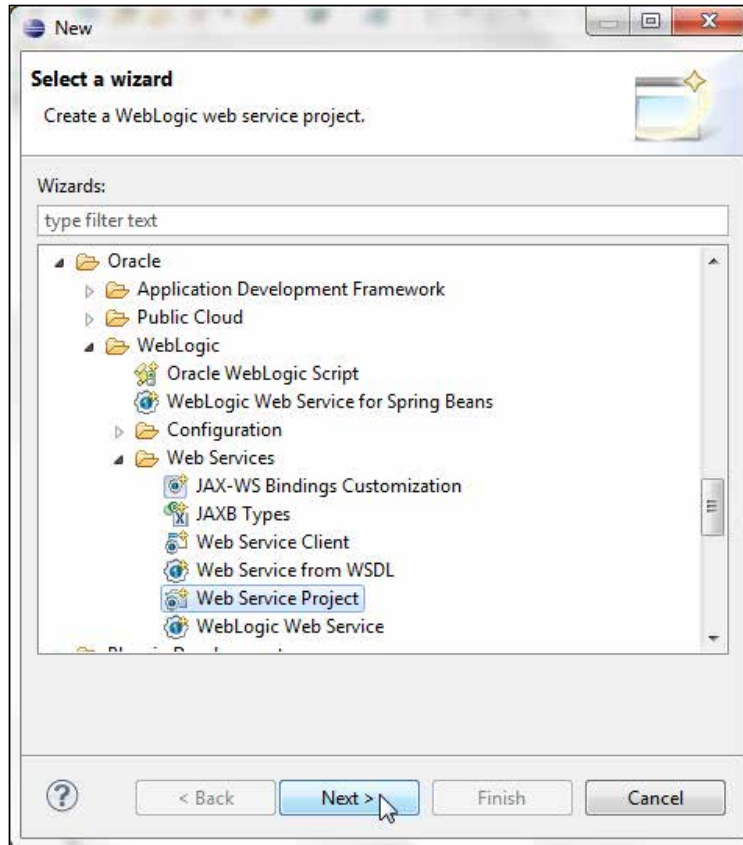 New
Select a wizard
Create a WebLogic web service project.
Wizards:
type filter text
Oracle
Application Development Framework
Public Cloud
WebLogic
Oracle WebLogic Script
WebLogic Web Service for Spring Beans
Configuration
Web Services
JAX-WS Bindings Customization
JAXB Types
Web Service Client
Web Service from WSDL
Web Service Project
WebLogic Web Service
? < Back Next > Finish Cancel